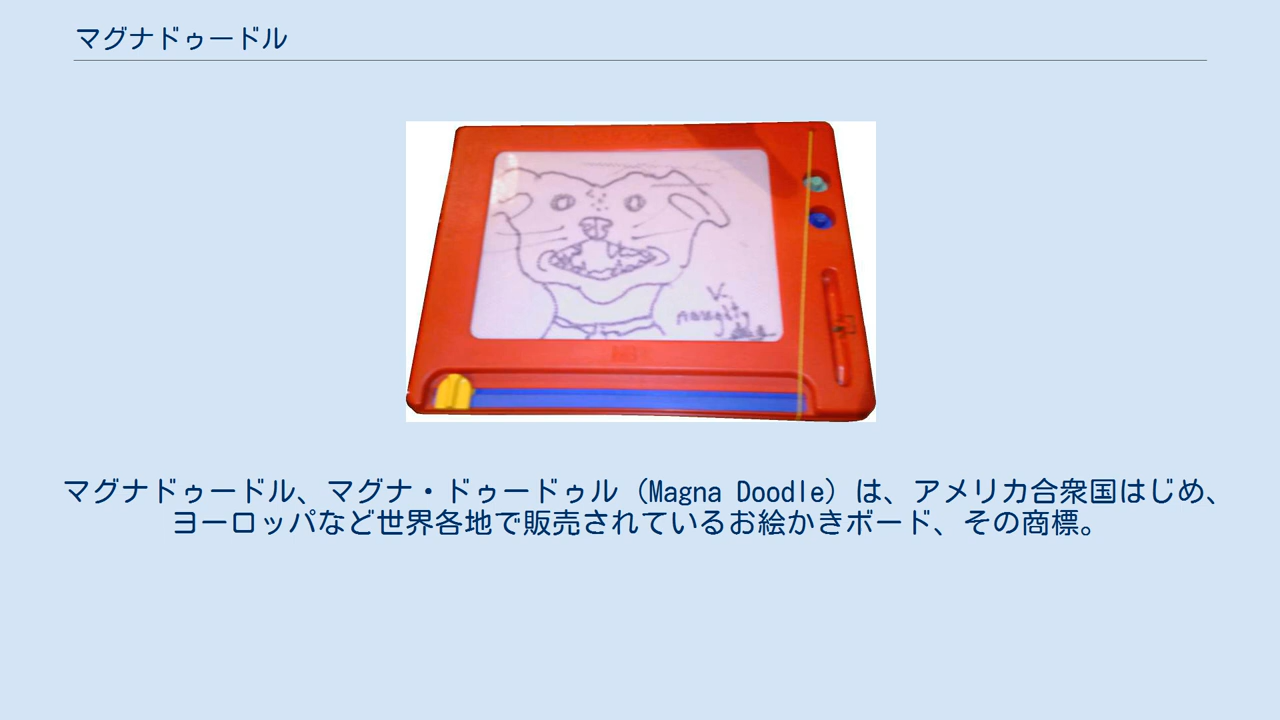 マグナドゥードル
V.
naughty
dog
マグナドゥードル、マグナ・ドゥードゥル（Magna Doodle）は、アメリカ合衆国はじめ、
ヨーロッパなど世界各地で販売されているお絵かきボード、その商標。